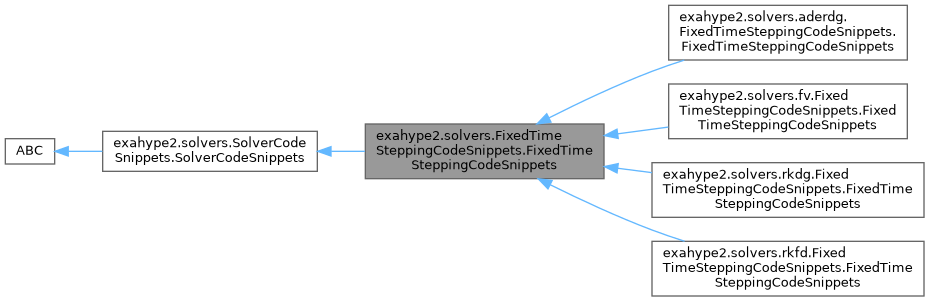 ABC
exahype2.solvers.SolverCode
Snippets.SolverCodeSnippets
exahype2.solvers.FixedTime
SteppingCodeSnippets.FixedTime
SteppingCodeSnippets
exahype2.solvers.aderdg.
FixedTimeSteppingCodeSnippets.
FixedTimeSteppingCodeSnippets
exahype2.solvers.fv.Fixed
TimeSteppingCodeSnippets.Fixed
TimeSteppingCodeSnippets
exahype2.solvers.rkdg.Fixed
TimeSteppingCodeSnippets.FixedTime
SteppingCodeSnippets
exahype2.solvers.rkfd.Fixed
TimeSteppingCodeSnippets.FixedTime
SteppingCodeSnippets